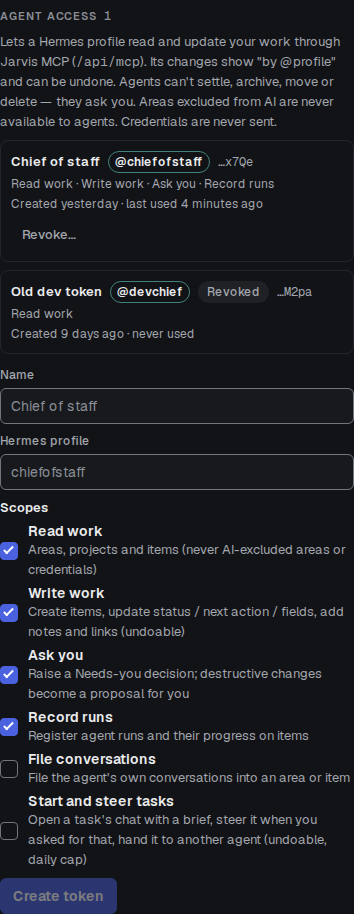 AGENT ACCESS 1
Lets a Hermes profile read and update your work through
Jarvis MCP (/api/mcp). Its changes show "by @profile"
and can be undone. Agents can't settle, archive, move or
delete — they ask you. Areas excluded from AI are never
available to agents. Credentials are never sent.
Chief of staff @chiefofstaff …x7Qe
Read work · Write work · Ask you · Record runs
Created yesterday · last used 4 minutes ago
Revoke…
Old dev token @devchief Revoked …M2pa
Read work
Created 9 days ago · never used
Name
Chief of staff
Hermes profile
chiefofstaff
Scopes
Read work
Areas, projects and items (never AI-excluded areas or
credentials)
Write work
Create items, update status / next action / fields, add
notes and links (undoable)
Ask you
Raise a Needs-you decision; destructive changes
become a proposal for you
Record runs
Register agent runs and their progress on items
File conversations
File the agent's own conversations into an area or item
Start and steer tasks
Open a task's chat with a brief, steer it when you
asked for that, hand it to another agent (undoable,
daily cap)
Create token